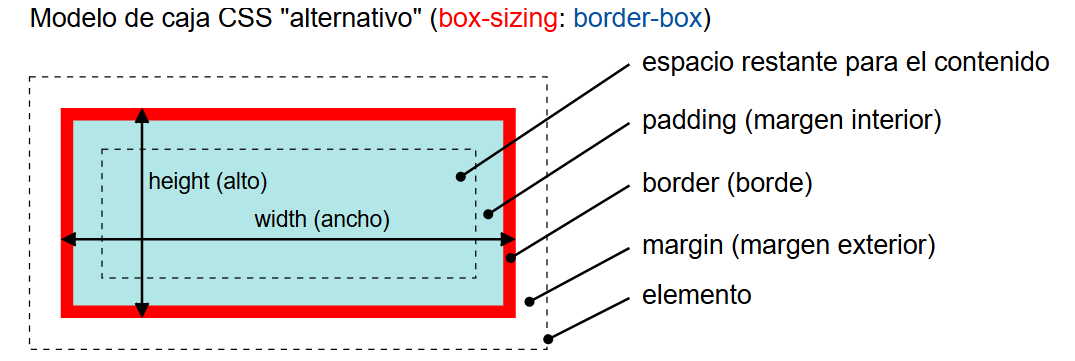 Modelo de caja CSS "alternativo" (box-sizing: border-box)
espacio restante para el contenido
padding (margen interior)
height (alto)
border (borde)
width (ancho)
margin (margen exterior)
elemento